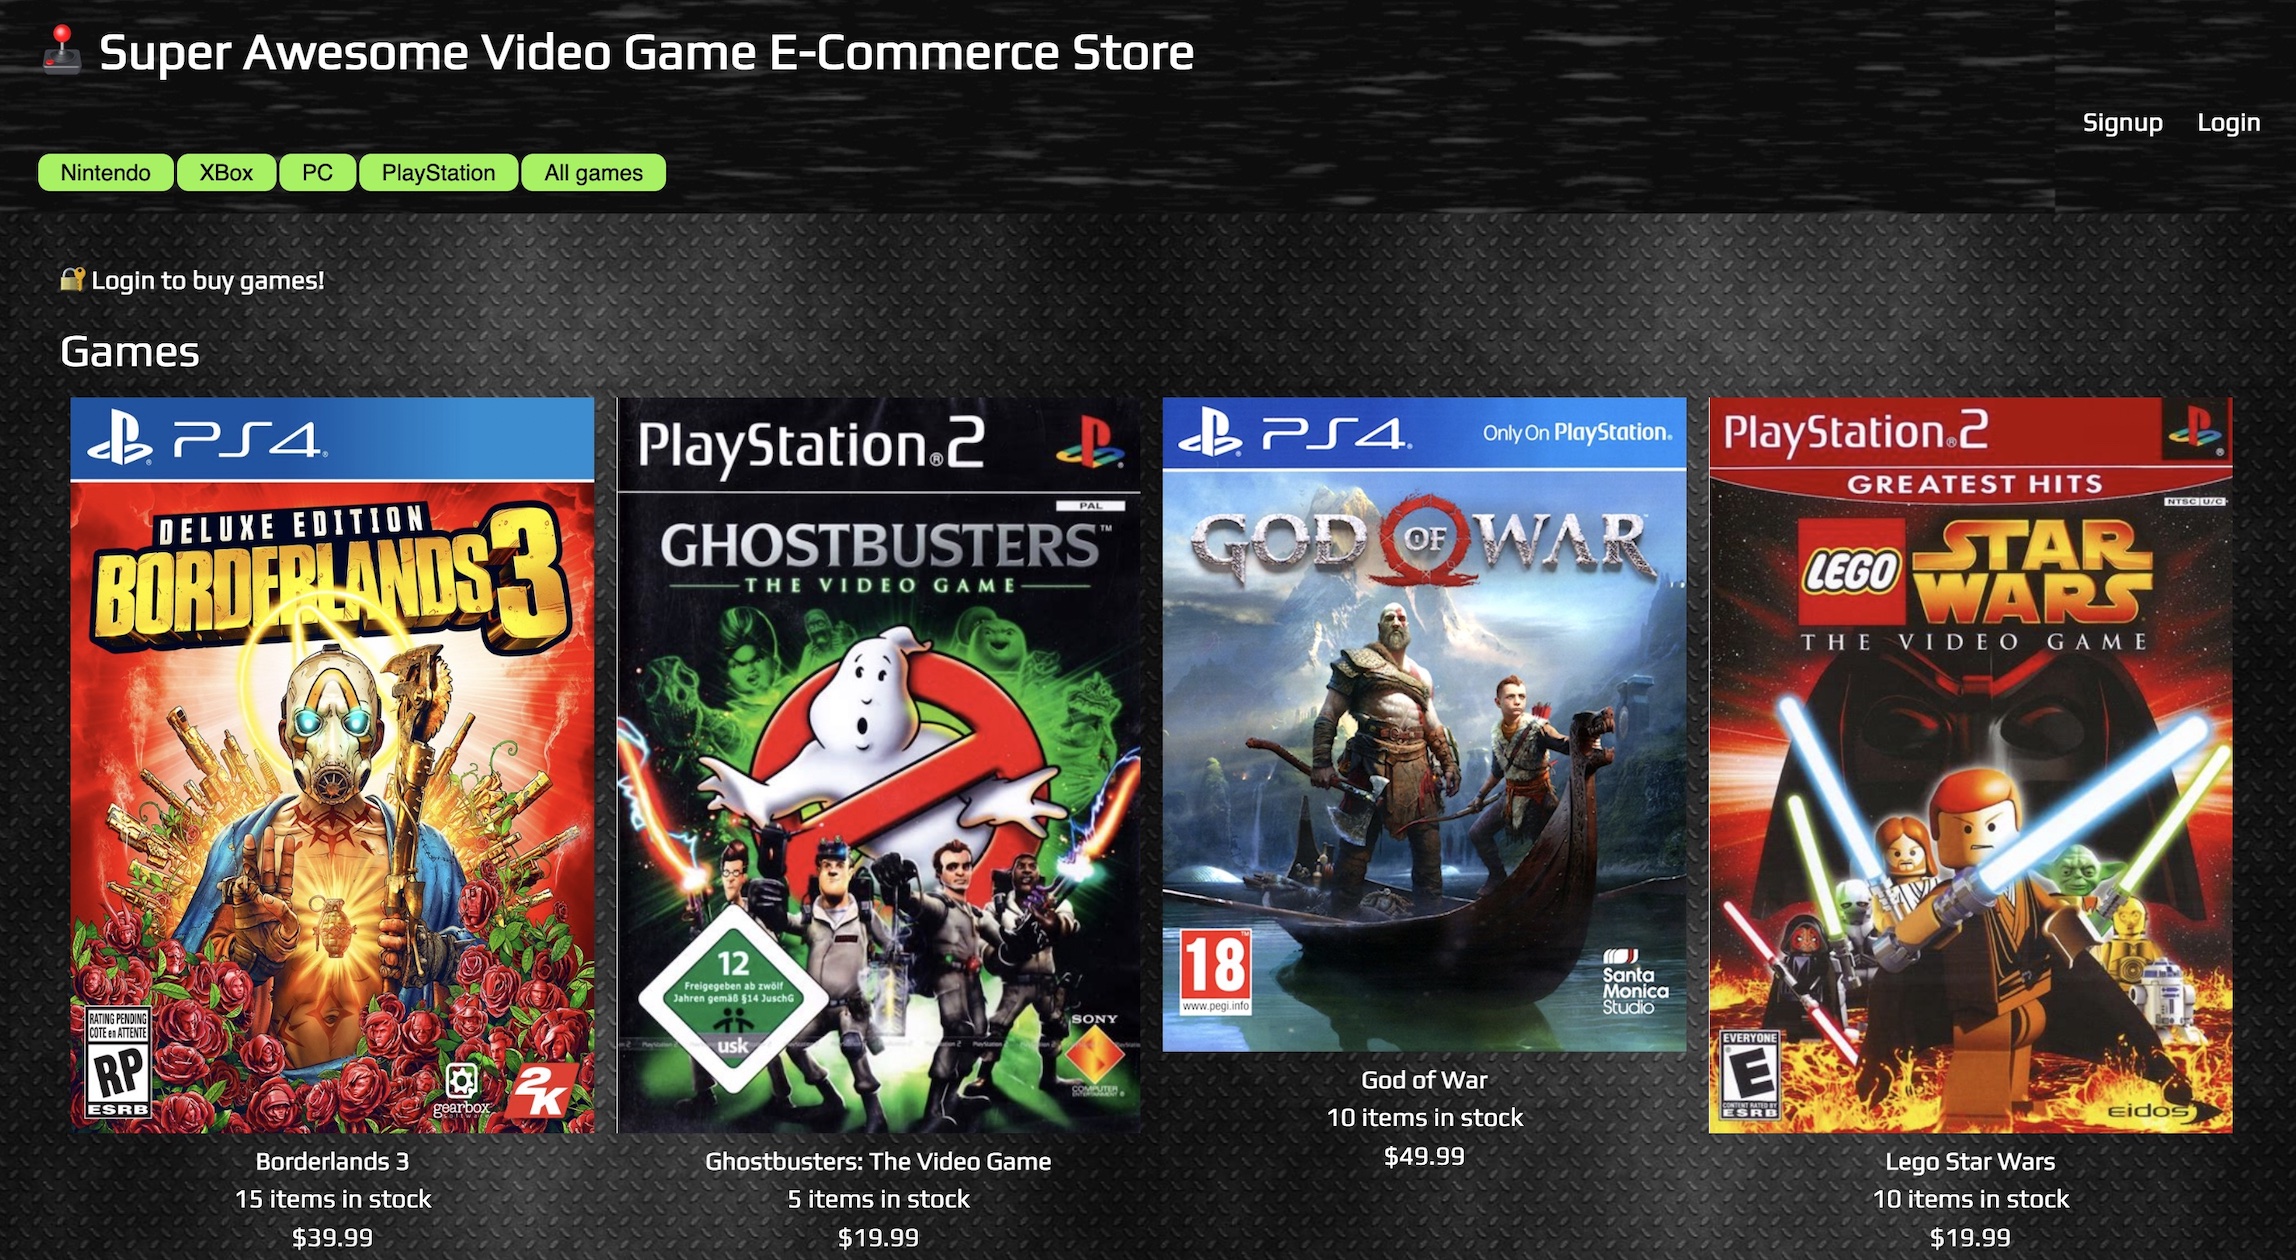 Super Awesome Video Game E-Commerce Store
Signup Login
Nintendo XBox PC PlayStation All games
Login to buy games!
Games
PS4
DELUXE EDITION
BORDERLANDS 3
RATING PENDING
COTE en ATTENTE
RP
ESRB
gearbox
software
2K
Borderlands 3
15 items in stock
$39.99
PlayStation®2
PAL
GHOSTBUSTERS™
THE VIDEO GAME
12
Freigegeben ab zwölf
Jahren gemäß §14 JuschG
usk
SONY
COMPUTER
ENTERTAINMENT®
Ghostbusters: The Video Game
5 items in stock
$19.99
PS4 Only On PlayStation®
GOD OF WAR
18
www.pegi.info
Santa
Monica
Studio
God of War
10 items in stock
$49.99
PlayStation®2
GREATEST HITS
NTSC U/C
LEGO STAR
WARS
THE VIDEO GAME
EVERYONE
E
CONTENT RATED BY
ESRB
eidos
Lego Star Wars
10 items in stock
$19.99